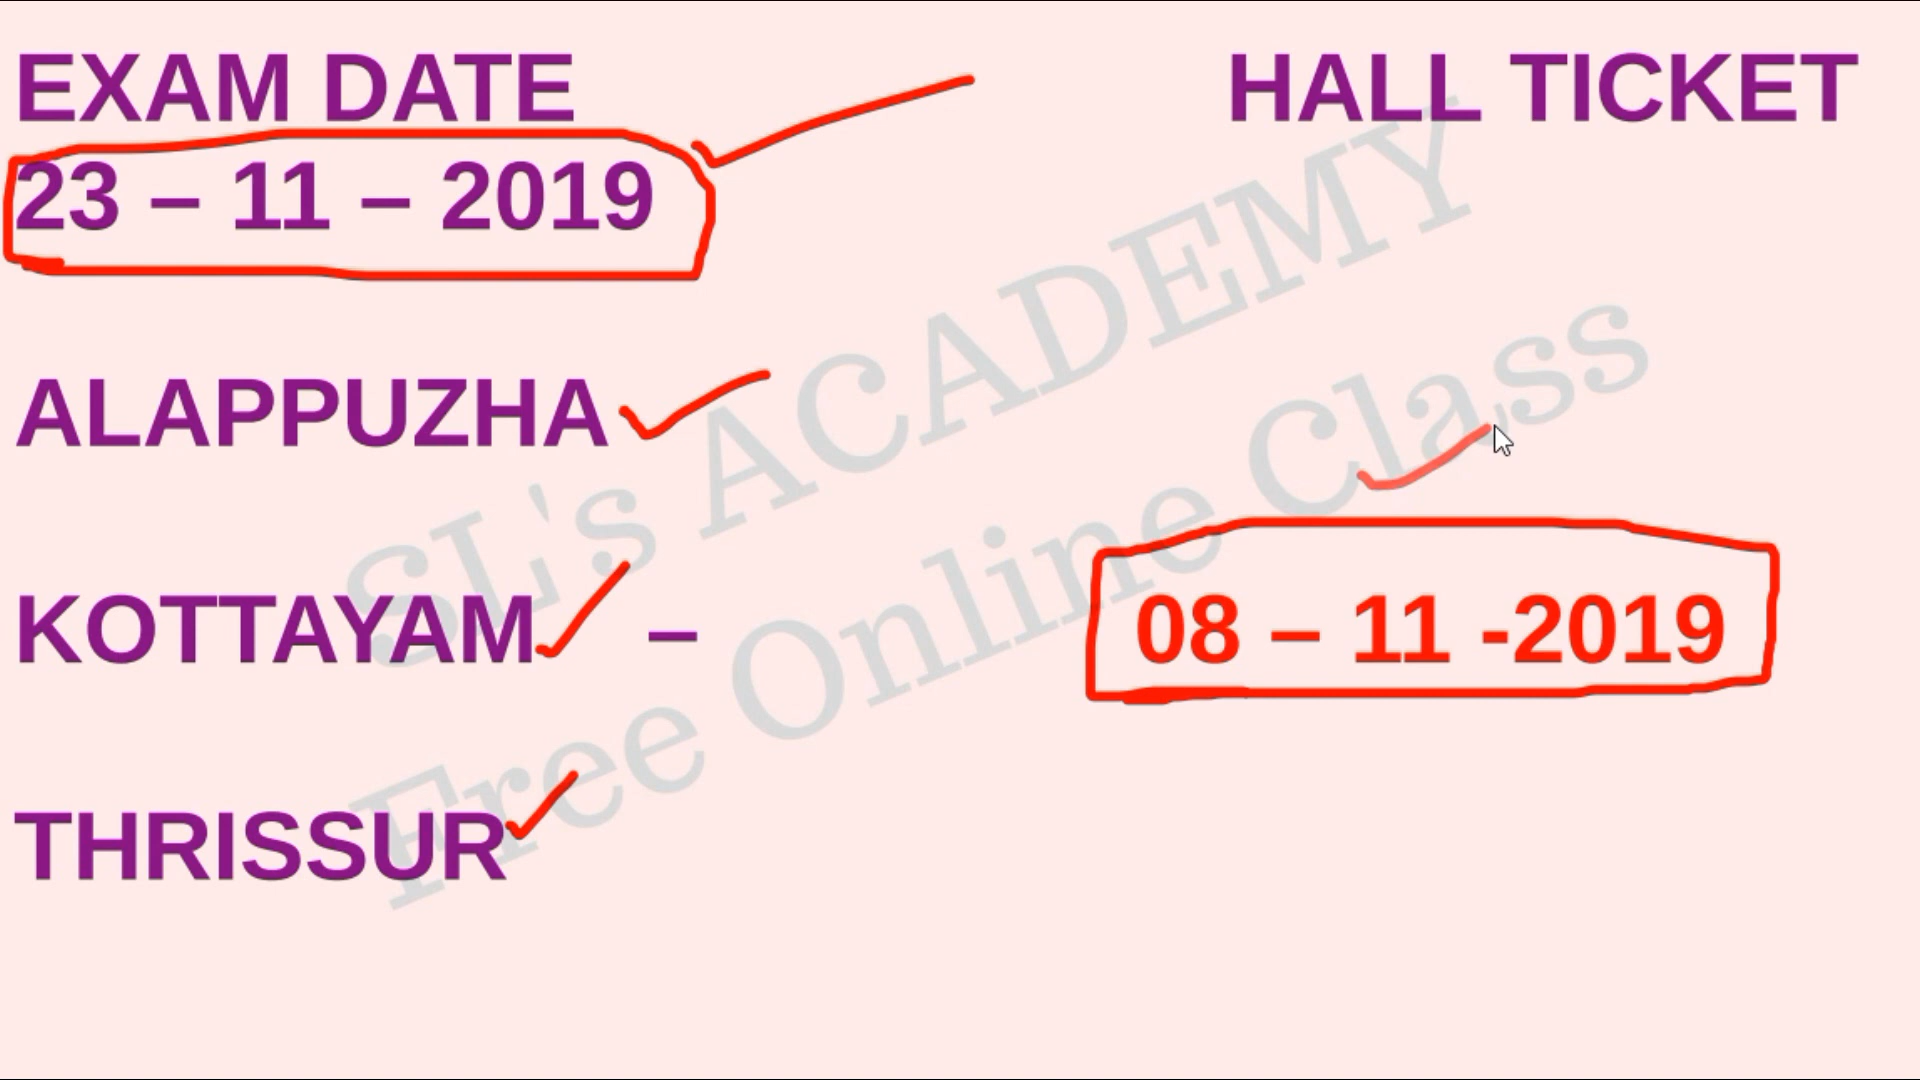 EXAM DATE HALL TICKET
23 – 11 – 2019
ALAPPUZHA
KOTTAYAM – 08 – 11 -2019
THRISSUR
SL's ACADEMY
Free Online Class